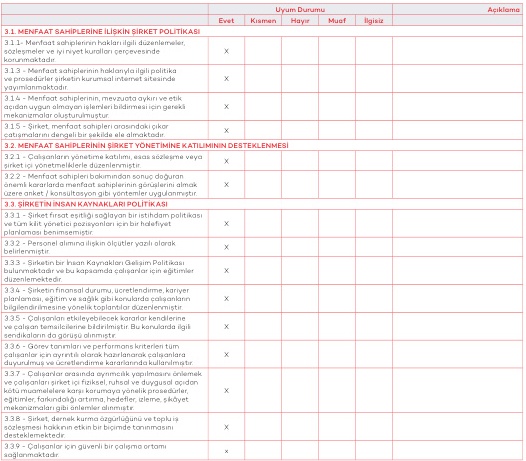 Uyum Durumu Açıklama
Evet Kısmen Hayır Muaf İlgisiz
3.1. MENFAAT SAHİPLERİNE İLİŞKİN ŞİRKET POLİTİKASI
3.1.1- Menfaat sahiplerinin hakları ilgili düzenlemeler,
sözleşmeler ve iyi niyet kuralları çerçevesinde
korunmaktadır.
X
3.1.3 - Menfaat sahiplerinin haklarıyla ilgili politika
ve prosedürler şirketin kurumsal internet sitesinde
yayımlanmaktadır.
X
3.1.4 - Menfaat sahiplerinin, mevzuata aykırı ve etik
açıdan uygun olmayan işlemleri bildirmesi için gerekli
mekanizmalar oluşturulmuştur.
X
3.1.5 - Şirket, menfaat sahipleri arasındaki çıkar
çatışmalarını dengeli bir şekilde ele almaktadır.
X
3.2. MENFAAT SAHİPLERİNİN ŞİRKET YÖNETİMİNE KATILIMININ DESTEKLENMESİ
3.2.1 - Çalışanların yönetime katılımı, esas sözleşme veya
şirket içi yönetmeliklerle düzenlenmiştir.
X
3.2.2 - Menfaat sahipleri bakımından sonuç doğuran
önemli kararlarda menfaat sahiplerinin görüşlerini almak
üzere anket / konsültasyon gibi yöntemler uygulanmıştır.
X
3.3. ŞİRKETİN İNSAN KAYNAKLARI POLİTİKASI
3.3.1 - Şirket fırsat eşitliği sağlayan bir istihdam politikası
ve tüm kilit yönetici pozisyonları için bir halefiyet
planlaması benimsemiştir.
X
3.3.2 - Personel alımına ilişkin ölçütler yazılı olarak
belirlenmiştir.
X
3.3.3 - Şirketin bir İnsan Kaynakları Gelişim Politikası
bulunmaktadır ve bu kapsamda çalışanlar için eğitimler
düzenlemektedir.
X
3.3.4 - Şirketin finansal durumu, ücretlendirme, kariyer
planlaması, eğitim ve sağlık gibi konularda çalışanların
bilgilendirilmesine yönelik toplantılar düzenlenmiştir.
X
3.3.5 - Çalışanları etkileyebilecek kararlar kendilerine
ve çalışan temsilcilerine bildirilmiştir. Bu konularda ilgili
sendikaların da görüşü alınmıştır.
X
3.3.6 - Görev tanımları ve performans kriterleri tüm
çalışanlar için ayrıntılı olarak hazırlanarak çalışanlara
duyurulmuş ve ücretlendirme kararlarında kullanılmıştır.
X
3.3.7 - Çalışanlar arasında ayrımcılık yapılmasını önlemek
ve çalışanları şirket içi fiziksel, ruhsal ve duygusal açıdan
kötü muamelelere karşı korumaya yönelik prosedürler,
eğitimler, farkındalığı artırma, hedefler, izleme, şikâyet
mekanizmaları gibi önlemler alınmıştır.
X
3.3.8 - Şirket, dernek kurma özgürlüğünü ve toplu iş
sözleşmesi hakkının etkin bir biçimde tanınmasını
desteklemektedir.
X
3.3.9 - Çalışanlar için güvenli bir çalışma ortamı
sağlanmaktadır.
X